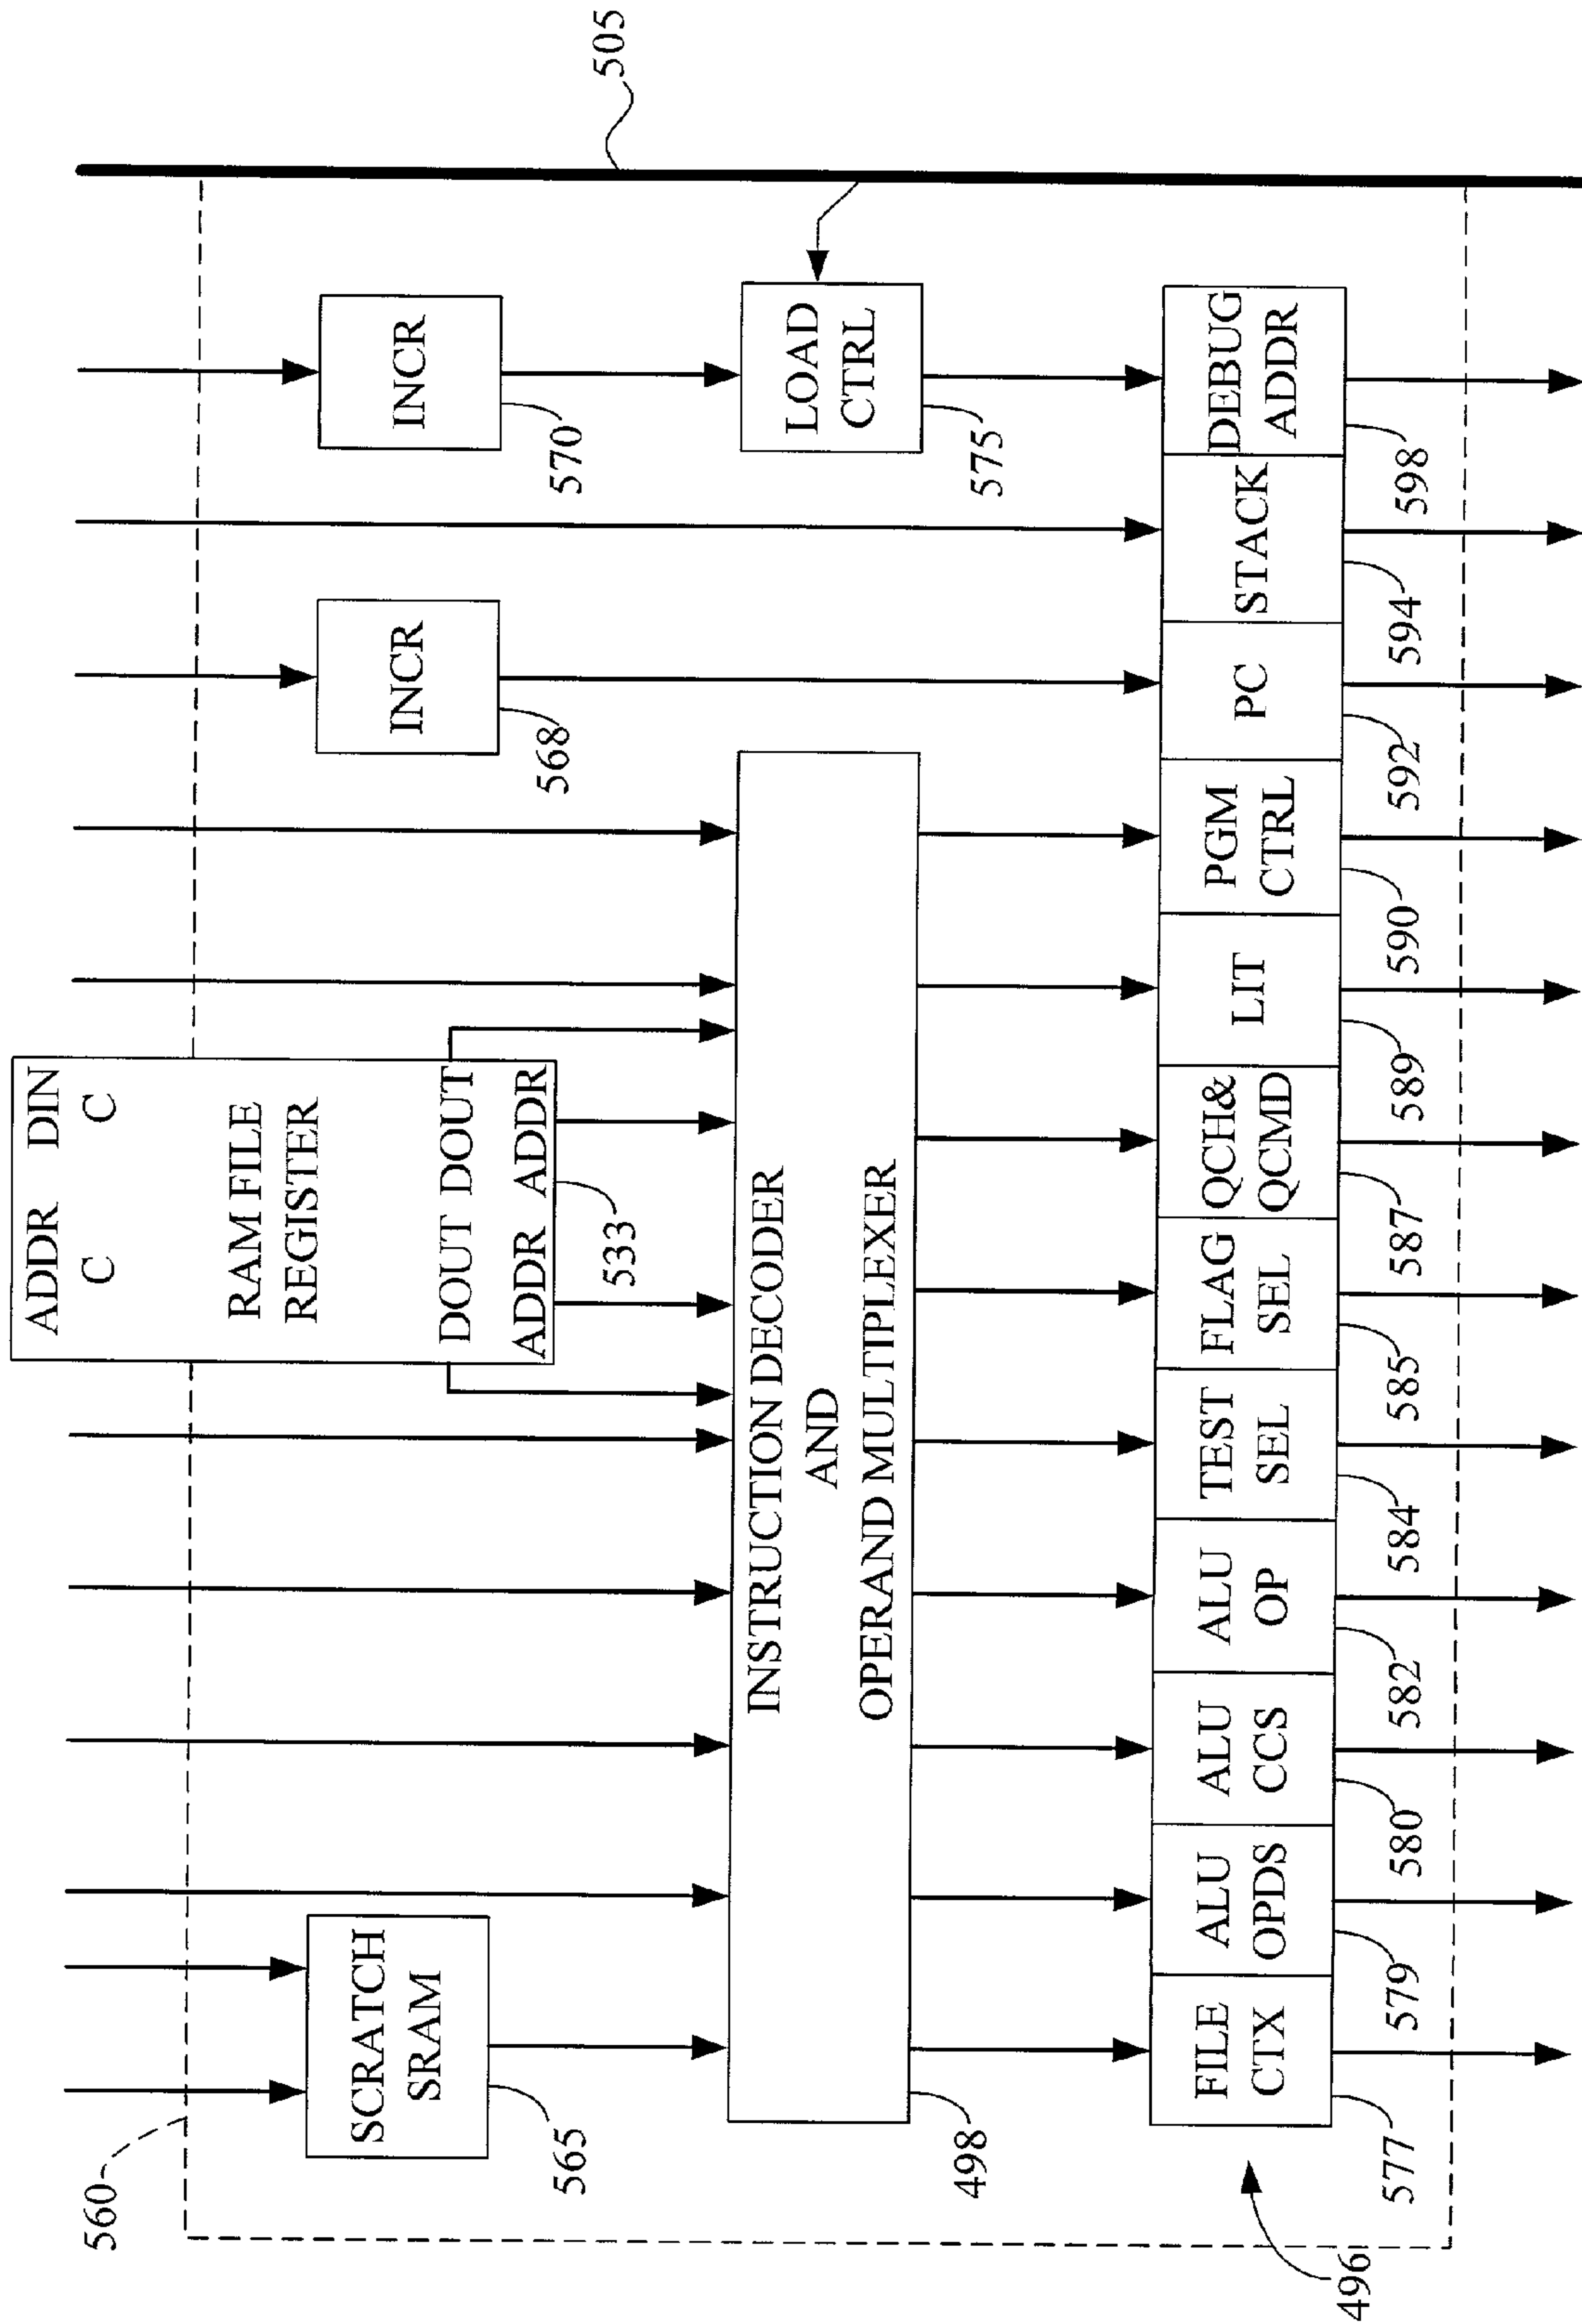 560
ADDR DIN
C C
RAM FILE
REGISTER
DOUT DOUT
ADDR ADDR
533
505
SCRATCH
SRAM
565
INCR
568
INCR
570
INSTRUCTION DECODER
AND
OPERAND MULTIPLEXER
498
LOAD
CTRL
575
496
FILE
CTX
577
ALU
OPDS
579
ALU
CCS
580
ALU
OP
582
TEST
SEL
584
FLAG
SEL
585
QCH&
QCMD
587
LIT
589
PGM
CTRL
590
PC
592
STACK
594
DEBUG
ADDR
598